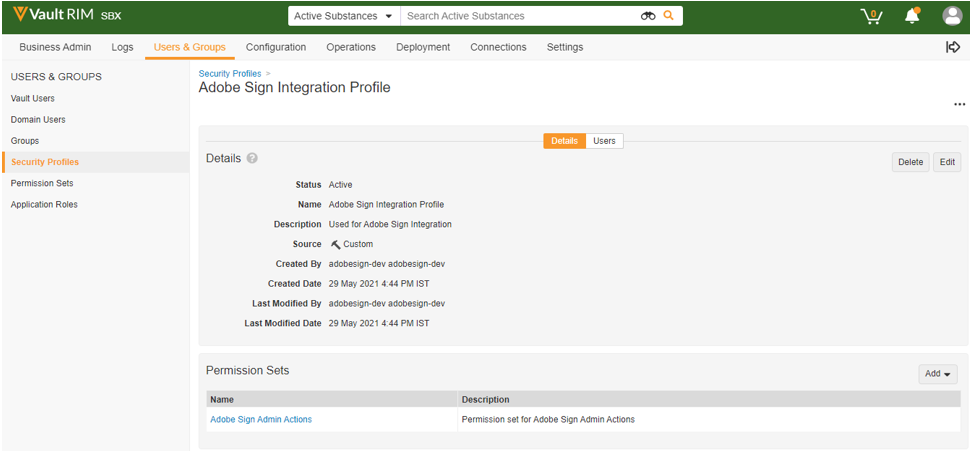 Vault RIM SBX Active Substances Search Active Substances 0
Business Admin Logs Users & Groups Configuration Operations Deployment Connections Settings
USERS & GROUPS
Vault Users
Domain Users
Groups
Security Profiles
Permission Sets
Application Roles
Security Profiles >
Adobe Sign Integration Profile
...
Details Users
Details ?
Delete Edit
Status Active
Name Adobe Sign Integration Profile
Description Used for Adobe Sign Integration
Source Custom
Created By adobesign-dev adobesign-dev
Created Date 29 May 2021 4:44 PM IST
Last Modified By adobesign-dev adobesign-dev
Last Modified Date 29 May 2021 4:44 PM IST
Permission Sets
Add
Name Description
Adobe Sign Admin Actions Permission set for Adobe Sign Admin Actions